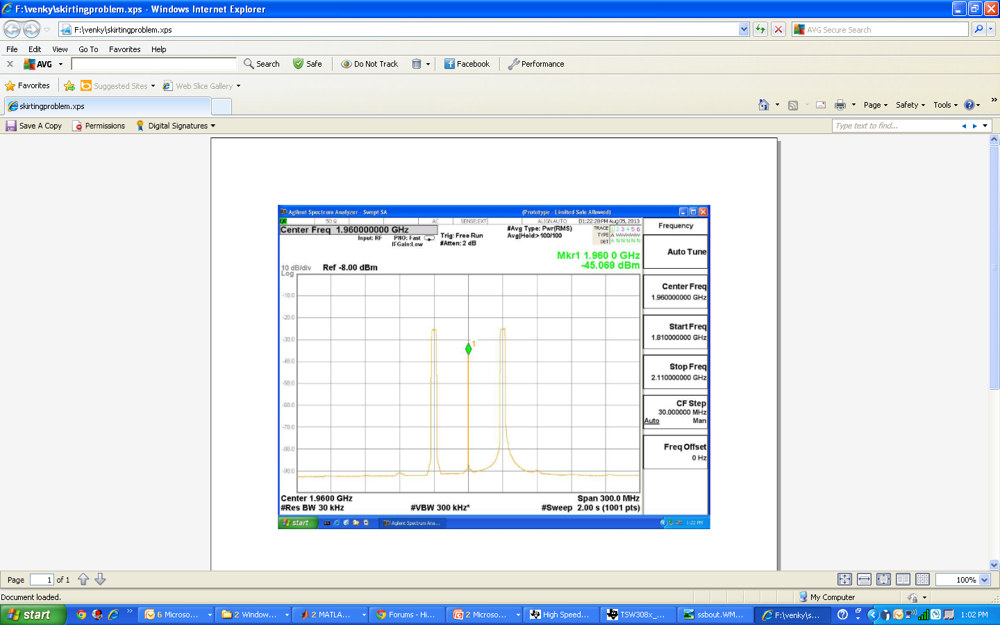 F:\venky\skirtingproblem.xps - Windows Internet Explorer
F:\venky\skirtingproblem.xps
AVG Secure Search
File Edit View Go To Favorites Help
X AVG Search Safe Do Not Track Facebook Performance
Favorites Suggested Sites Web Slice Gallery
skirtingproblem.xps
Page Safety Tools
Save A Copy Permissions Digital Signatures
Type text to find...
Agilent Spectrum Analyzer - Swept SA (Prototype - Limited Sale Allowed)
50 Ω AC SENSE:EXT ALIGN AUTO 01:22:28 PM Aug 05, 2013
Center Freq 1.960000000 GHz
Input: RF PNO: Fast
IFGain:Low
Trig: Free Run
#Atten: 2 dB
#Avg Type: Pwr(RMS)
Avg|Hold:>100/100
TRACE 1 2 3 4 5 6
TYPE
DET A N N N N N
Mkr1 1.960 0 GHz
-45.069 dBm
10 dB/div Ref -8.00 dBm
Log
-18.0
-28.0
-38.0
-48.0
-58.0
-68.0
-78.0
-88.0
-98.0
1
Center 1.9600 GHz Span 300.0 MHz
#Res BW 30 kHz #VBW 300 kHz* #Sweep 2.00 s (1001 pts)
Frequency
Auto Tune
Center Freq
1.960000000 GHz
Start Freq
1.810000000 GHz
Stop Freq
2.110000000 GHz
CF Step
30.000000 MHz
Auto Man
Freq Offset
0 Hz
start Agilent Spectrum Ana... 1:22 PM
Page 1 of 1 100%
Document loaded. My Computer
start 6 Microso... 2 Window... 2 MATLA... Forums - Hi... 2 Microso... High Speed... TSW308x_... ssbout.WM... F:\venky\s... 1:02 PM